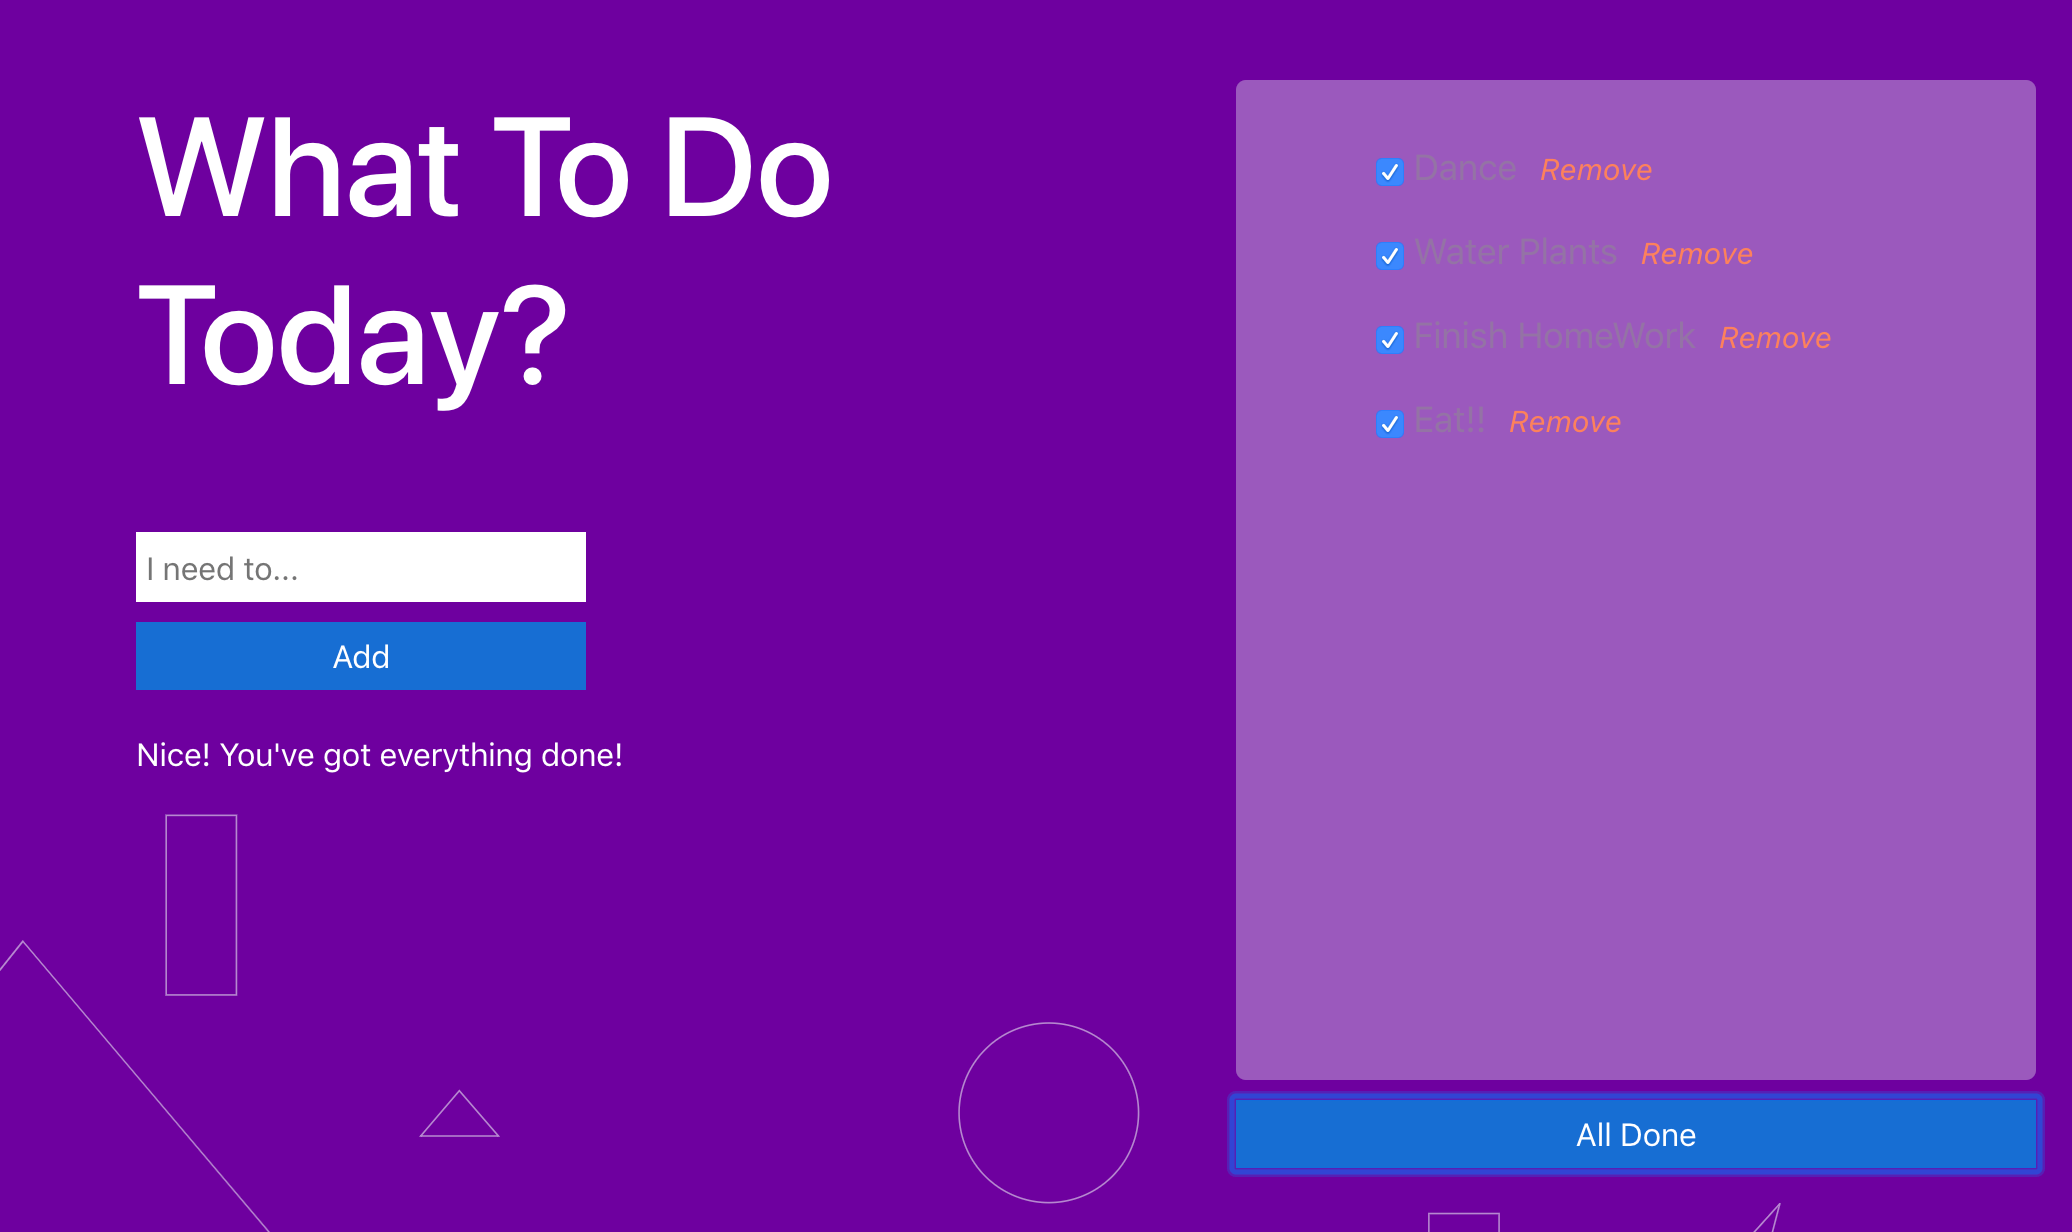 What To Do
Today?
I need to...
Add
Nice! You've got everything done!
Dance Remove
Water Plants Remove
Finish HomeWork Remove
Eat!! Remove
All Done